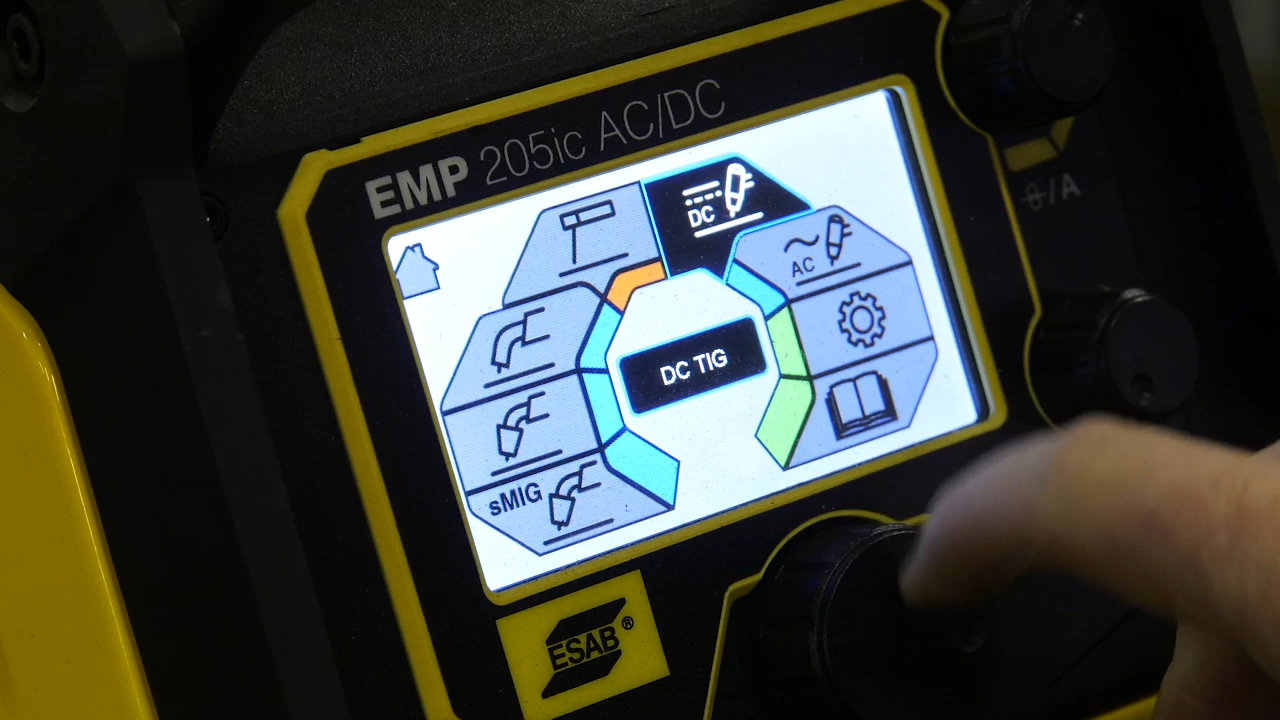 EMP 205ic AC/DC
DC
AC
DC TIG
sMIG
/A
ESAB®